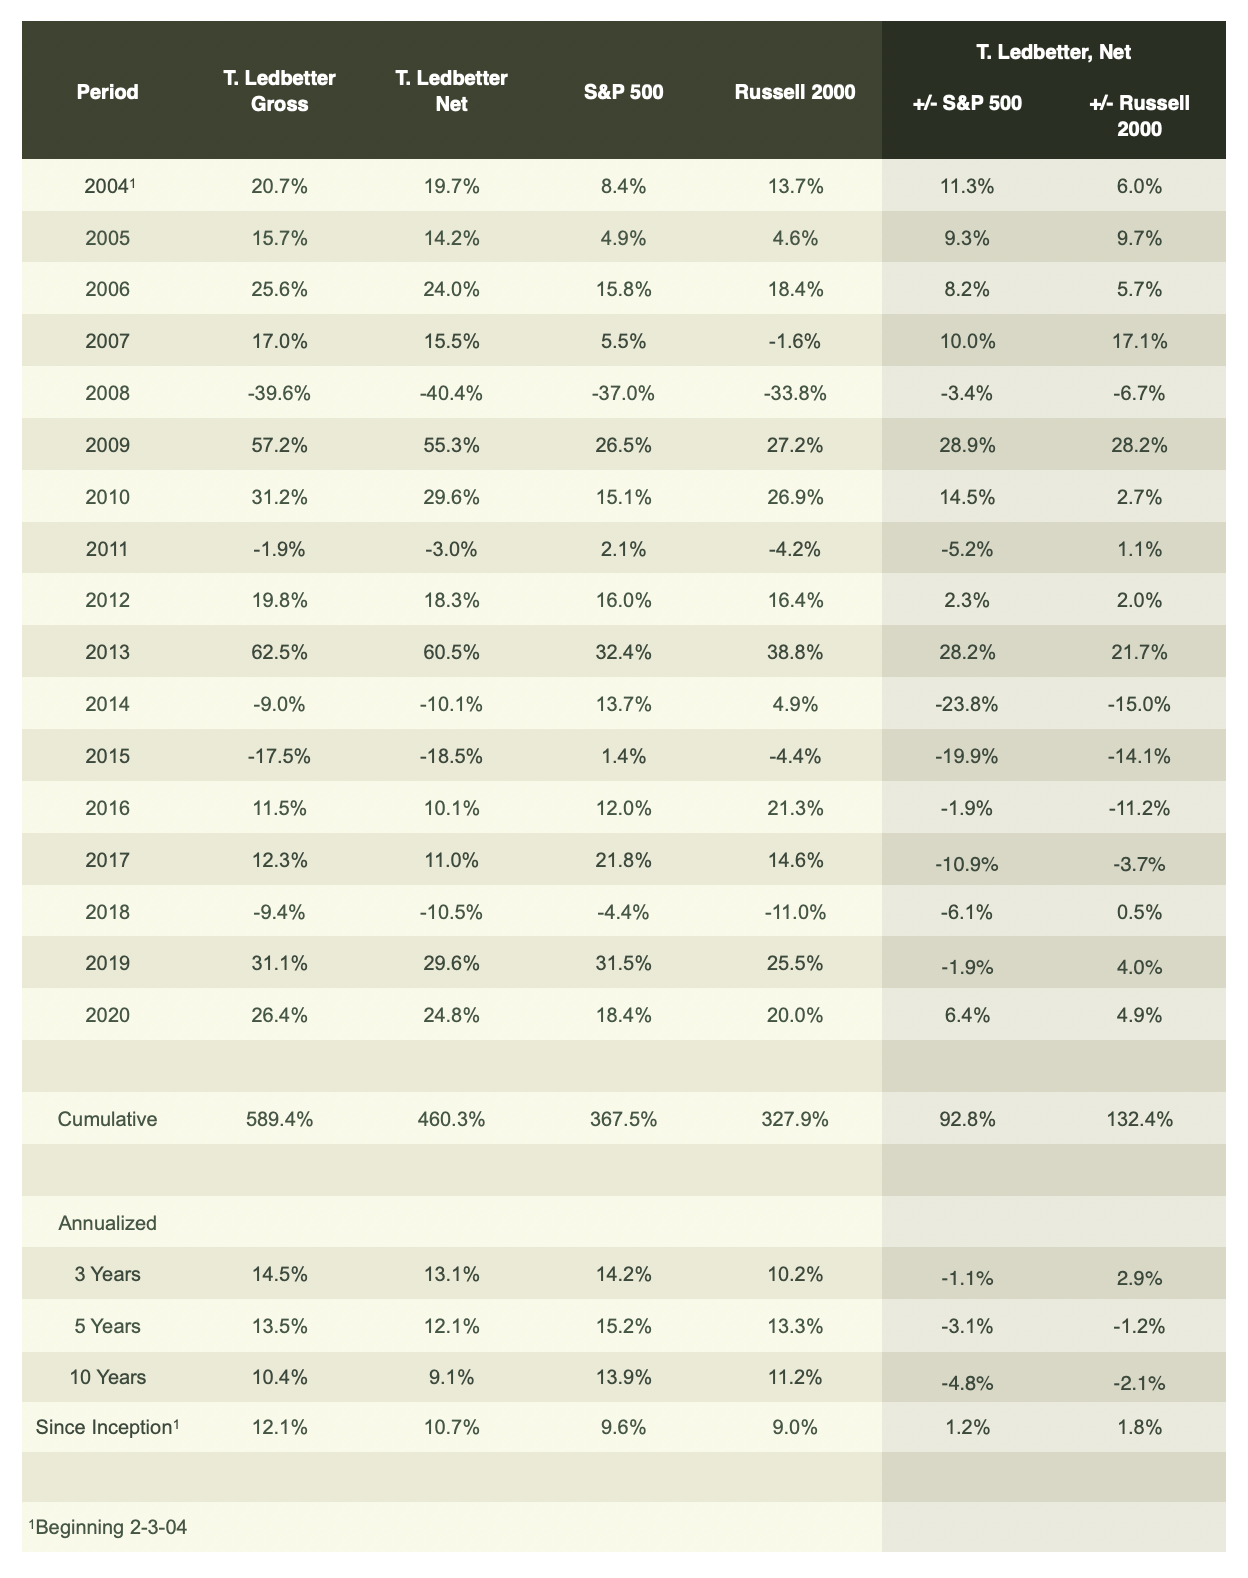 T. Ledbetter, Net
Period T. Ledbetter Gross T. Ledbetter Net S&P 500 Russell 2000 +/- S&P 500 +/- Russell 2000
2004¹ 20.7% 19.7% 8.4% 13.7% 11.3% 6.0%
2005 15.7% 14.2% 4.9% 4.6% 9.3% 9.7%
2006 25.6% 24.0% 15.8% 18.4% 8.2% 5.7%
2007 17.0% 15.5% 5.5% -1.6% 10.0% 17.1%
2008 -39.6% -40.4% -37.0% -33.8% -3.4% -6.7%
2009 57.2% 55.3% 26.5% 27.2% 28.9% 28.2%
2010 31.2% 29.6% 15.1% 26.9% 14.5% 2.7%
2011 -1.9% -3.0% 2.1% -4.2% -5.2% 1.1%
2012 19.8% 18.3% 16.0% 16.4% 2.3% 2.0%
2013 62.5% 60.5% 32.4% 38.8% 28.2% 21.7%
2014 -9.0% -10.1% 13.7% 4.9% -23.8% -15.0%
2015 -17.5% -18.5% 1.4% -4.4% -19.9% -14.1%
2016 11.5% 10.1% 12.0% 21.3% -1.9% -11.2%
2017 12.3% 11.0% 21.8% 14.6% -10.9% -3.7%
2018 -9.4% -10.5% -4.4% -11.0% -6.1% 0.5%
2019 31.1% 29.6% 31.5% 25.5% -1.9% 4.0%
2020 26.4% 24.8% 18.4% 20.0% 6.4% 4.9%
Cumulative 589.4% 460.3% 367.5% 327.9% 92.8% 132.4%
Annualized
3 Years 14.5% 13.1% 14.2% 10.2% -1.1% 2.9%
5 Years 13.5% 12.1% 15.2% 13.3% -3.1% -1.2%
10 Years 10.4% 9.1% 13.9% 11.2% -4.8% -2.1%
Since Inception¹ 12.1% 10.7% 9.6% 9.0% 1.2% 1.8%
¹Beginning 2-3-04